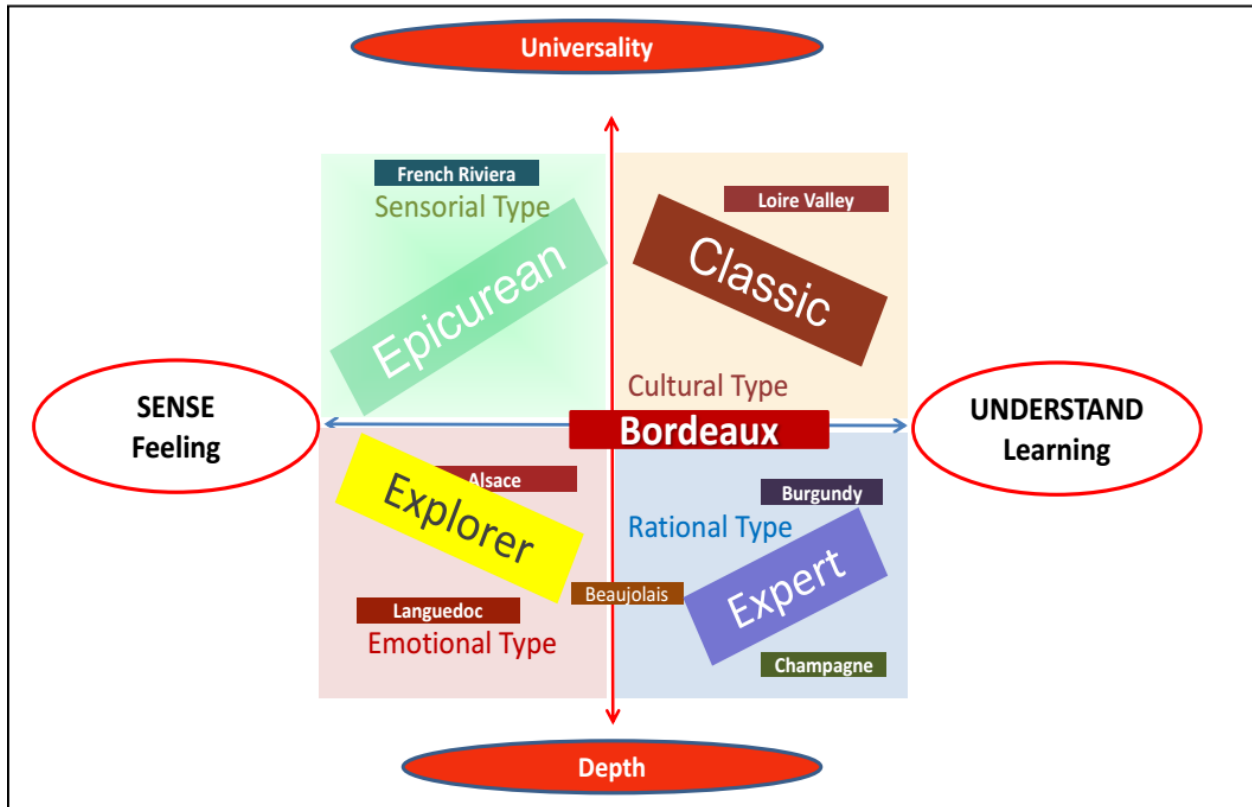 Universality
French Riviera
Sensorial Type
Epicurean
Loire Valley
Classic
Cultural Type
SENSE
Feeling
Bordeaux
UNDERSTAND
Learning
Alsace
Explorer
Languedoc
Emotional Type
Burgundy
Rational Type
Beaujolais
Expert
Champagne
Depth